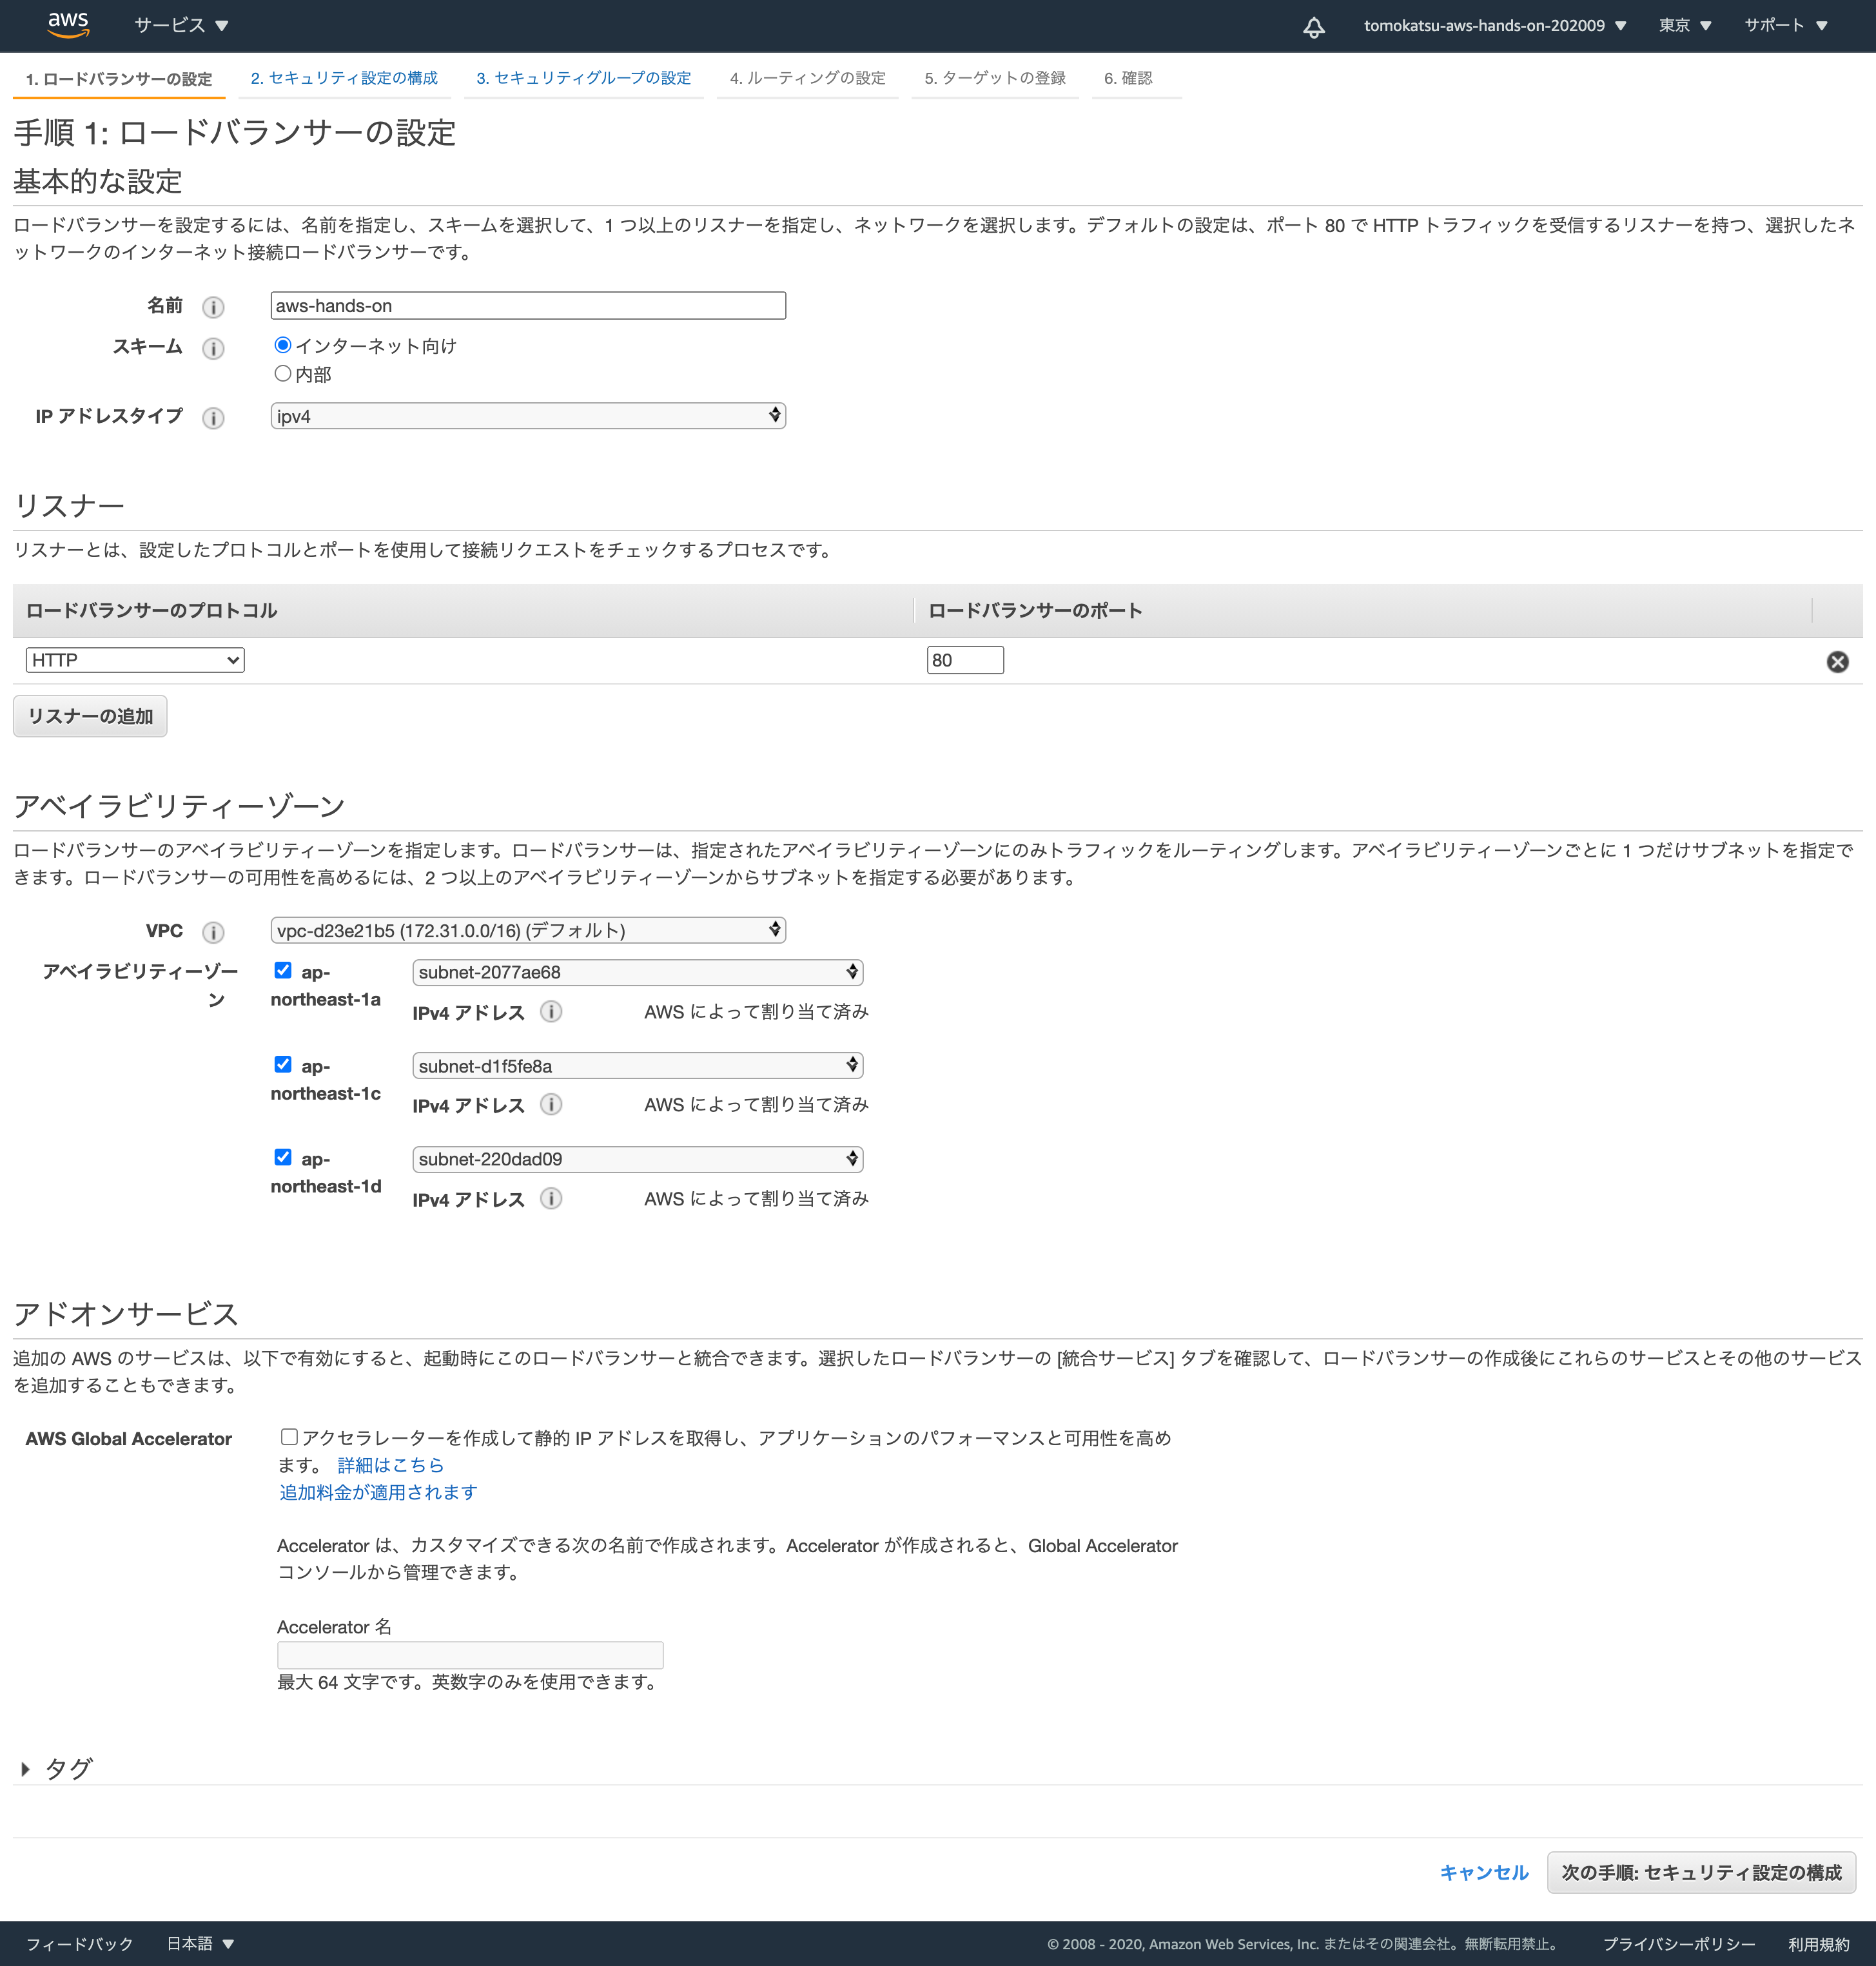 aws サービス tomokatsu-aws-hands-on-202009 東京 サポート
1. ロードバランサーの設定 2. セキュリティ設定の構成 3. セキュリティグループの設定 4. ルーティングの設定 5. ターゲットの登録 6. 確認
手順 1: ロードバランサーの設定
基本的な設定
ロードバランサーを設定するには、名前を指定し、スキームを選択して、1 つ以上のリスナーを指定し、ネットワークを選択します。デフォルトの設定は、ポート 80 で HTTP トラフィックを受信するリスナーを持つ、選択したネ
ットワークのインターネット接続ロードバランサーです。
名前 i aws-hands-on
スキーム i インターネット向け
内部
IP アドレスタイプ i ipv4
リスナー
リスナーとは、設定したプロトコルとポートを使用して接続リクエストをチェックするプロセスです。
ロードバランサーのプロトコル ロードバランサーのポート
HTTP 80
リスナーの追加
アベイラビリティーゾーン
ロードバランサーのアベイラビリティーゾーンを指定します。ロードバランサーは、指定されたアベイラビリティーゾーンにのみトラフィックをルーティングします。アベイラビリティーゾーンごとに 1 つだけサブネットを指定で
きます。ロードバランサーの可用性を高めるには、2 つ以上のアベイラビリティーゾーンからサブネットを指定する必要があります。
VPC i vpc-d23e21b5 (172.31.0.0/16) (デフォルト)
アベイラビリティーゾー ap- subnet-2077ae68
ン northeast-1a IPv4 アドレス i AWS によって割り当て済み
ap- subnet-d1f5fe8a
northeast-1c IPv4 アドレス i AWS によって割り当て済み
ap- subnet-220dad09
northeast-1d IPv4 アドレス i AWS によって割り当て済み
アドオンサービス
追加の AWS のサービスは、以下で有効にすると、起動時にこのロードバランサーと統合できます。選択したロードバランサーの [統合サービス] タブを確認して、ロードバランサーの作成後にこれらのサービスとその他のサービス
を追加することもできます。
AWS Global Accelerator アクセラレーターを作成して静的 IP アドレスを取得し、アプリケーションのパフォーマンスと可用性を高め
ます。 詳細はこちら
追加料金が適用されます
Accelerator は、カスタマイズできる次の名前で作成されます。Accelerator が作成されると、Global Accelerator
コンソールから管理できます。
Accelerator 名
最大 64 文字です。英数字のみを使用できます。
タグ
キャンセル 次の手順: セキュリティ設定の構成
フィードバック 日本語 © 2008 - 2020, Amazon Web Services, Inc. またはその関連会社。無断転用禁止。 プライバシーポリシー 利用規約